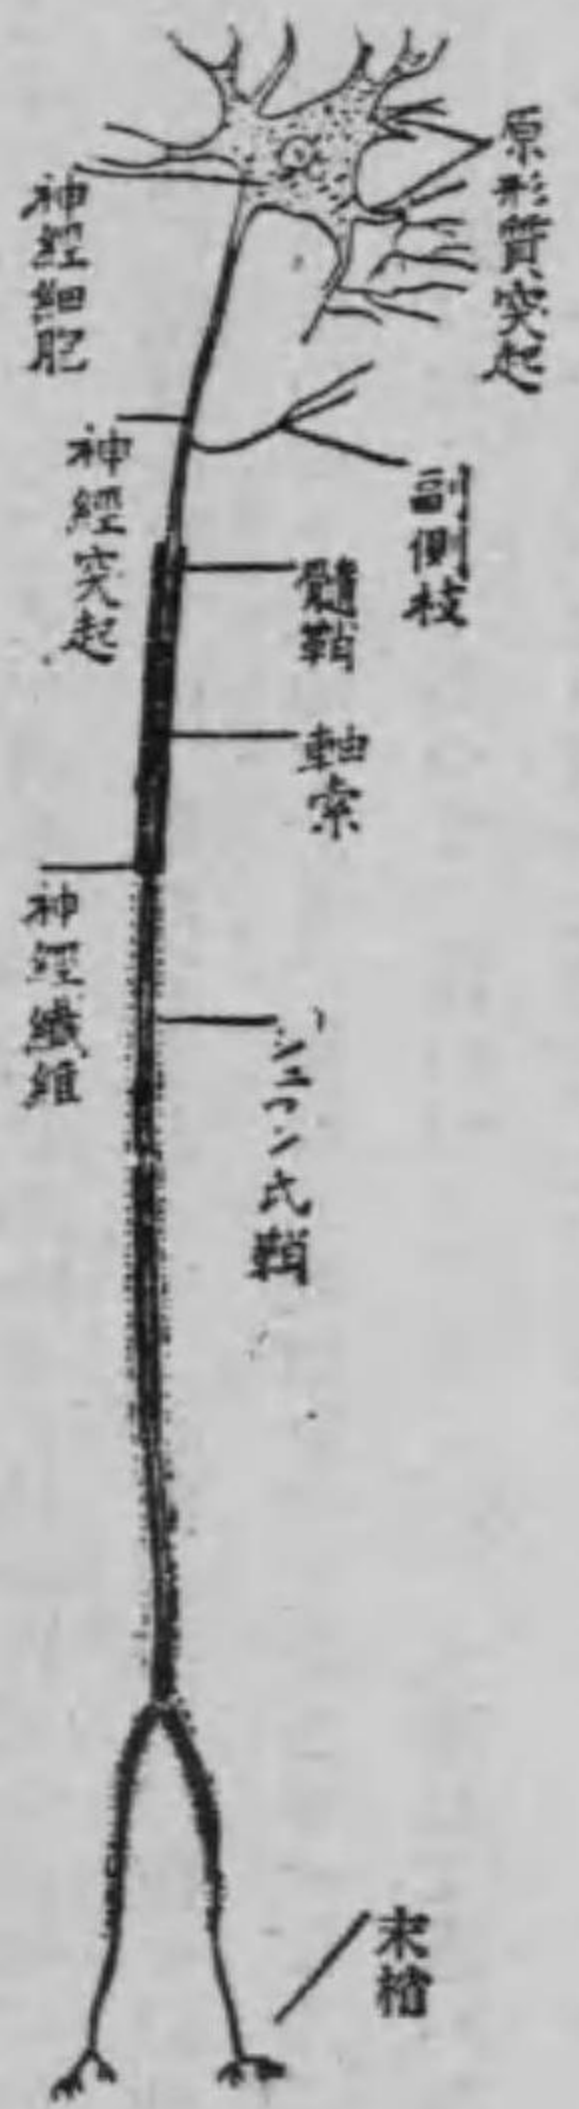 原形質突起
神經細胞
副側枝
神經突起
髓鞘
軸索
神經纖維
シュワン氏鞘
末梢